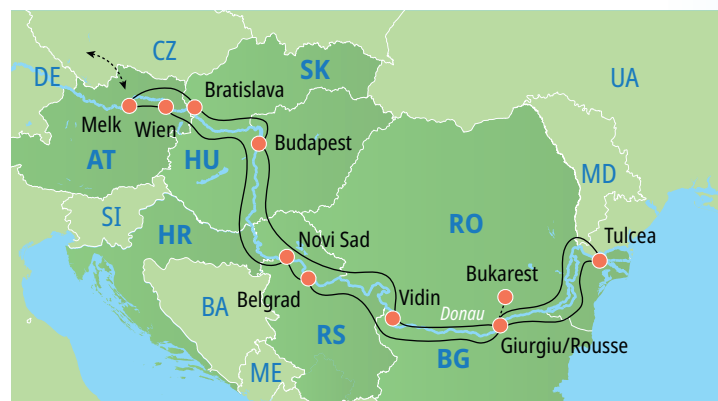 CZ
DE
SK
UA
Bratislava
Melk
Wien
Budapest
AT
HU
MD
SI
HR
Novi Sad
RO
Tulcea
Bukarest
BA
Belgrad
Vidin
Donau
RS
Giurgiu/Rousse
BG
ME